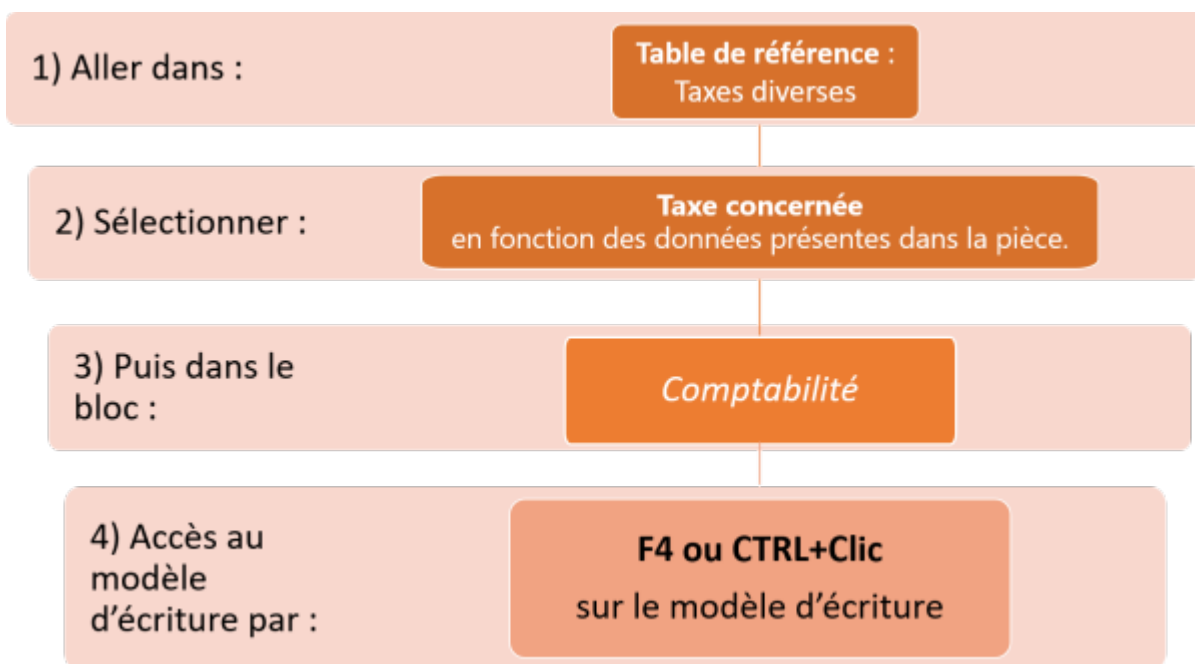 1) Aller dans :
Table de référence :
Taxes diverses
2) Sélectionner :
Taxe concernée
en fonction des données présentes dans la pièce.
3) Puis dans le
bloc :
Comptabilité
4) Accès au
modèle
d’écriture par :
F4 ou CTRL+Clic
sur le modèle d’écriture